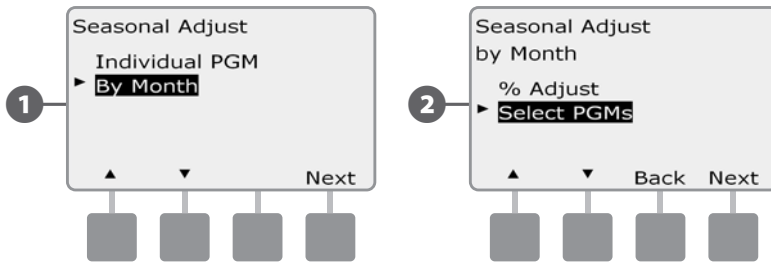 1
Seasonal Adjust
Individual PGM
► By Month
▲ ▼ Next
2
Seasonal Adjust
by Month
% Adjust
► Select PGMs
▲ ▼ Back Next